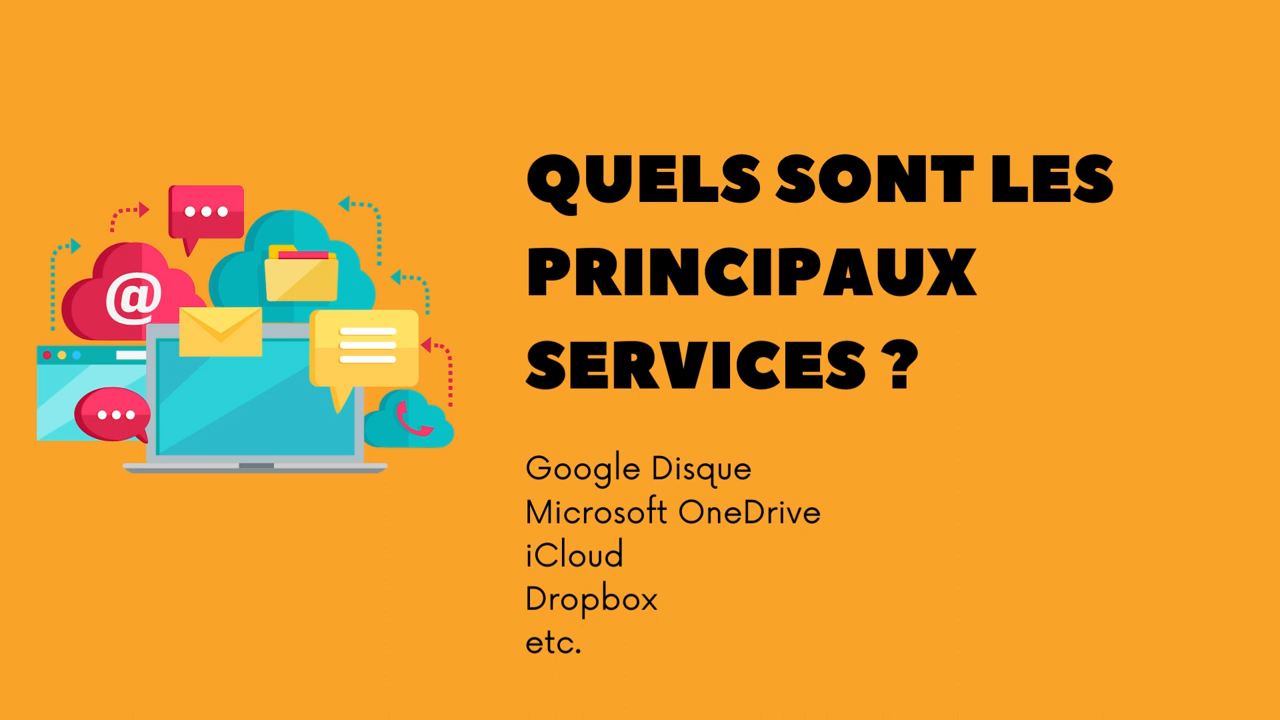 QUELS SONT LES
PRINCIPAUX
SERVICES ?
Google Disque
Microsoft OneDrive
iCloud
Dropbox
etc.
@